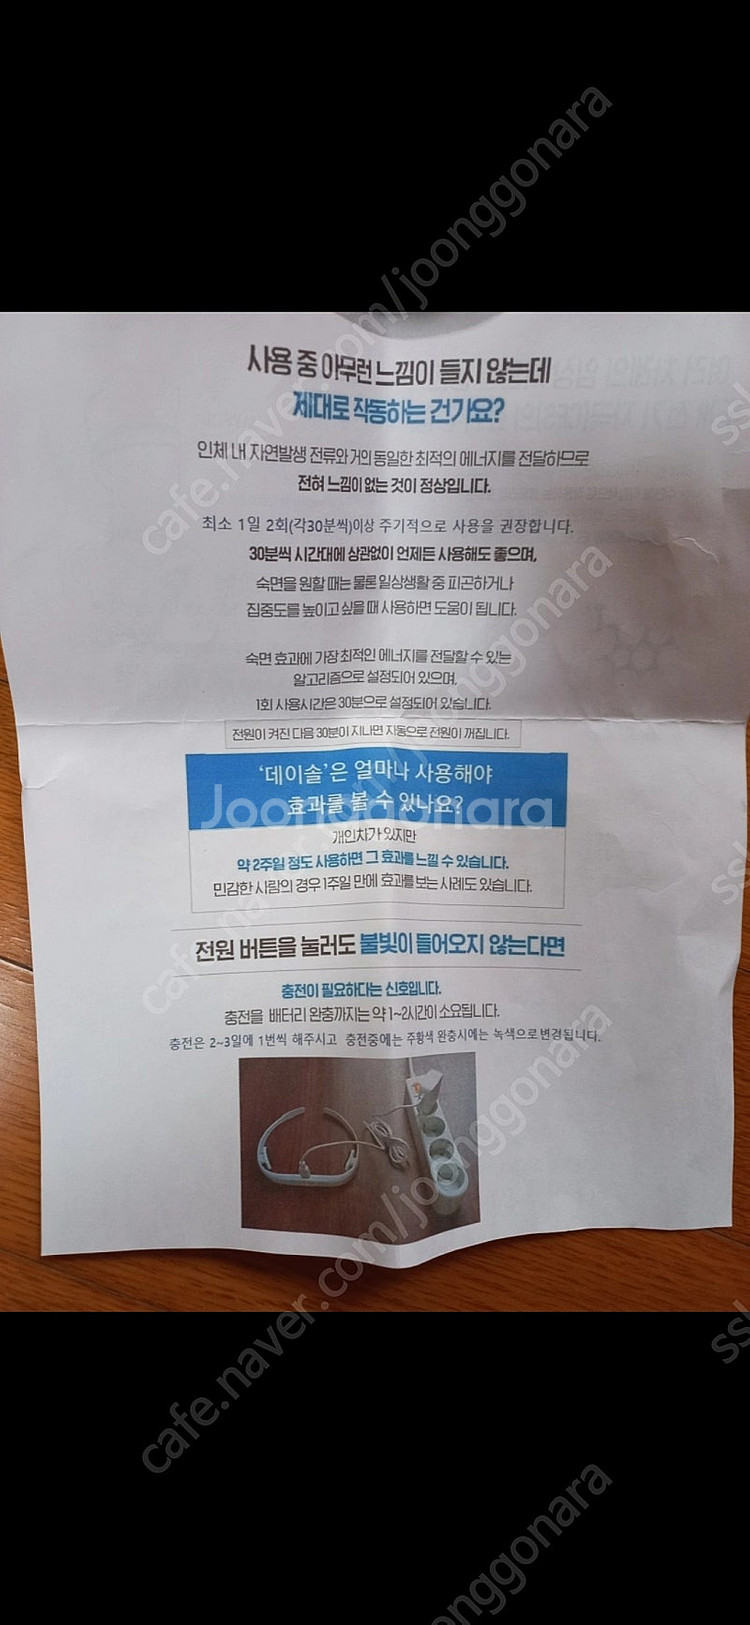 cafe.naver.com/joonggonara
사용 중 아무런 느낌이 들지 않는데
제대로 작동하는 건가요?
인체 내 자연발생 전류와 거의 동일한 최적의 에너지를 전달하므로
전혀 느낌이 없는 것이 정상입니다.
최소 1일 2회(각30분씩)이상 주기적으로 사용을 권장합니다.
30분씩 시간대에 상관없이 언제든 사용해도 좋으며,
숙면을 원할 때는 물론 일상생활 중 피곤하거나
집중도를 높이고 싶을 때 사용하면 도움이 됩니다.
숙면 효과에 가장 최적인 에너지를 전달할 수 있는
알고리즘으로 설정되어 있으며,
1회 사용시간은 30분으로 설정되어 있습니다.
전원이 켜진 다음 30분이 지나면 자동으로 전원이 꺼집니다.
'데이솔'은 얼마나 사용해야
효과를 볼 수 있나요?
Joonggonara
개인차가 있지만
약 2주일 정도 사용하면 그 효과를 느낄 수 있습니다.
민감한 사람의 경우 1주일 만에 효과를 보는 사례도 있습니다.
전원 버튼을 눌러도 불빛이 들어오지 않는다면
충전이 필요하다는 신호입니다.
충전을 배터리 완충까지는 약 1~2시간이 소요됩니다.
충전은 2~3일에 1번씩 해주시고 충전중에는 주황색 완충시에는 녹색으로 변경됩니다.
cafe.naver.com/joonggonara
cafe.naver.com/joonggonara